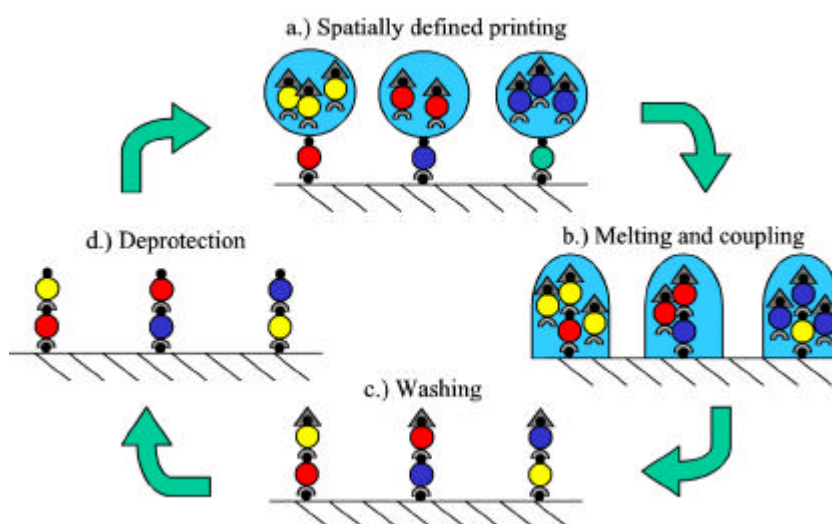 a.) Spatially defined printing
b.) Melting and coupling
c.) Washing
d.) Deprotection